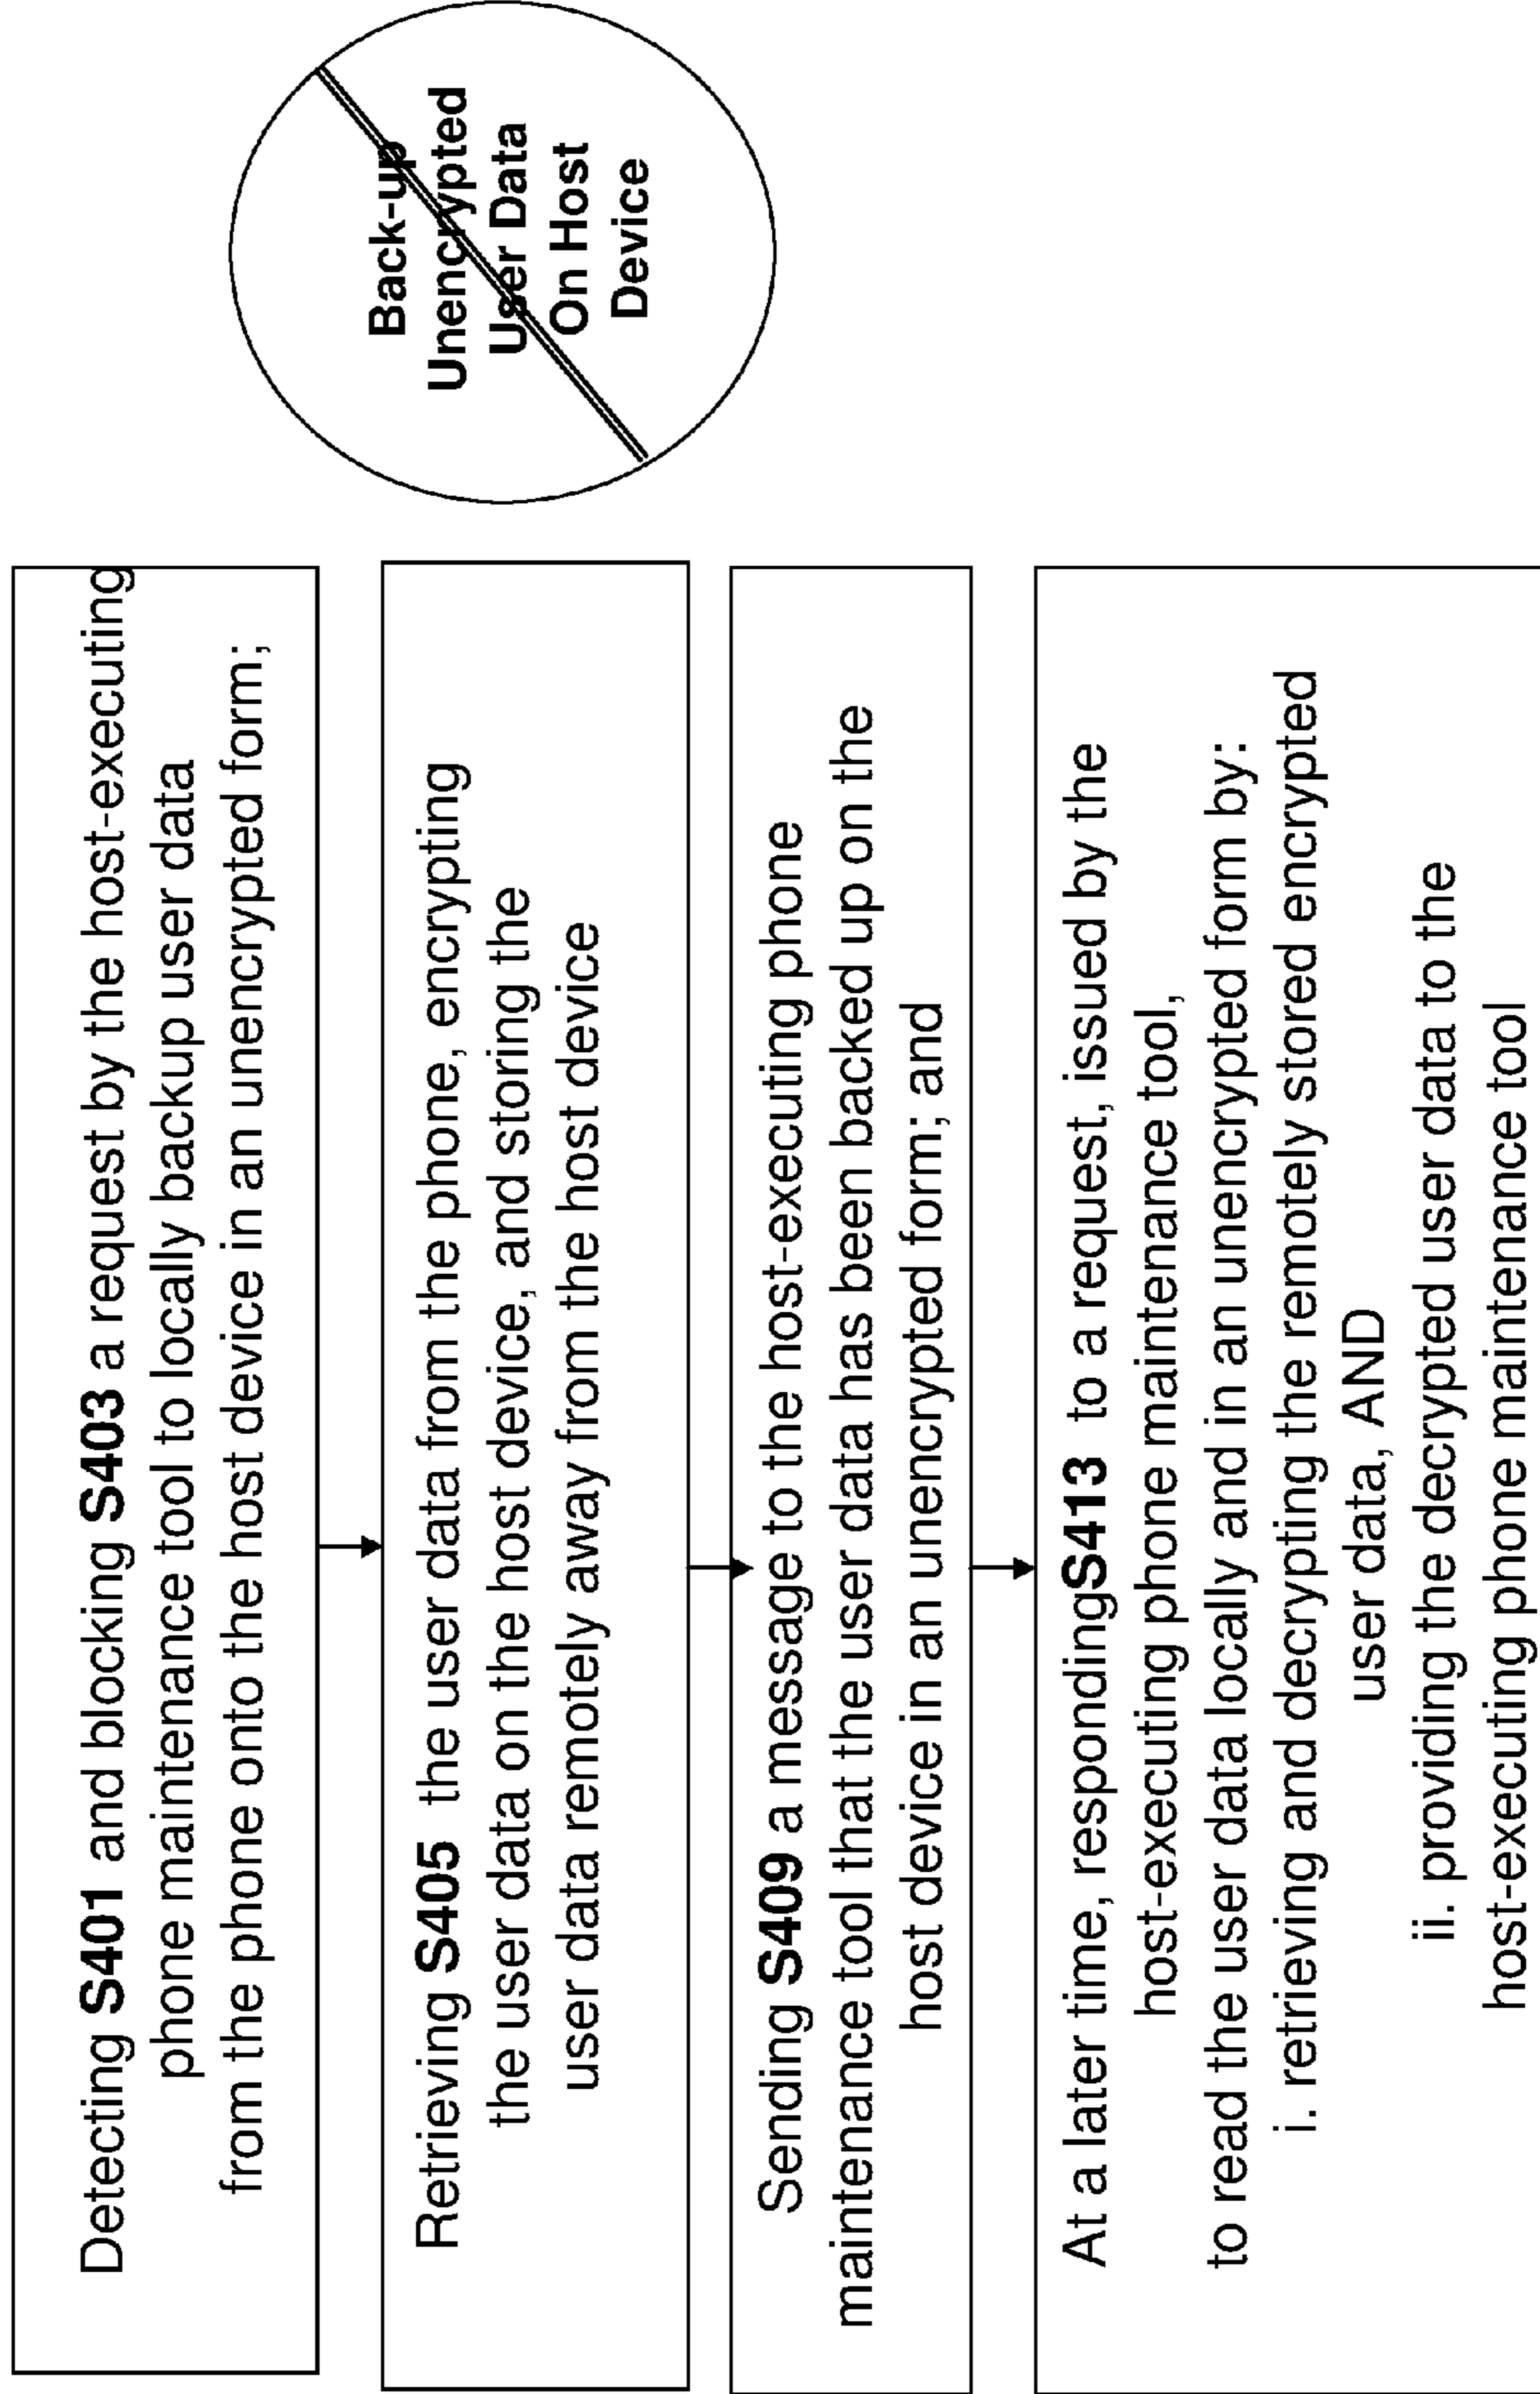 Detecting S401 and blocking S403 a request by the host-executing
phone maintenance tool to locally backup user data
from the phone onto the host device in an unencrypted form;
Retrieving S405 the user data from the phone, encrypting
the user data on the host device, and storing the
user data remotely away from the host device
Sending S409 a message to the host-executing phone
maintenance tool that the user data has been backed up on the
host device in an unencrypted form; and
At a later time, respondingS413 to a request, issued by the
host-executing phone maintenance tool,
to read the user data locally and in an unencrypted form by:
i. retrieving and decrypting the remotely stored encrypted
user data, AND
ii. providing the decrypted user data to the
host-executing phone maintenance tool
Back-up
Unencrypted
User Data
On Host
Device